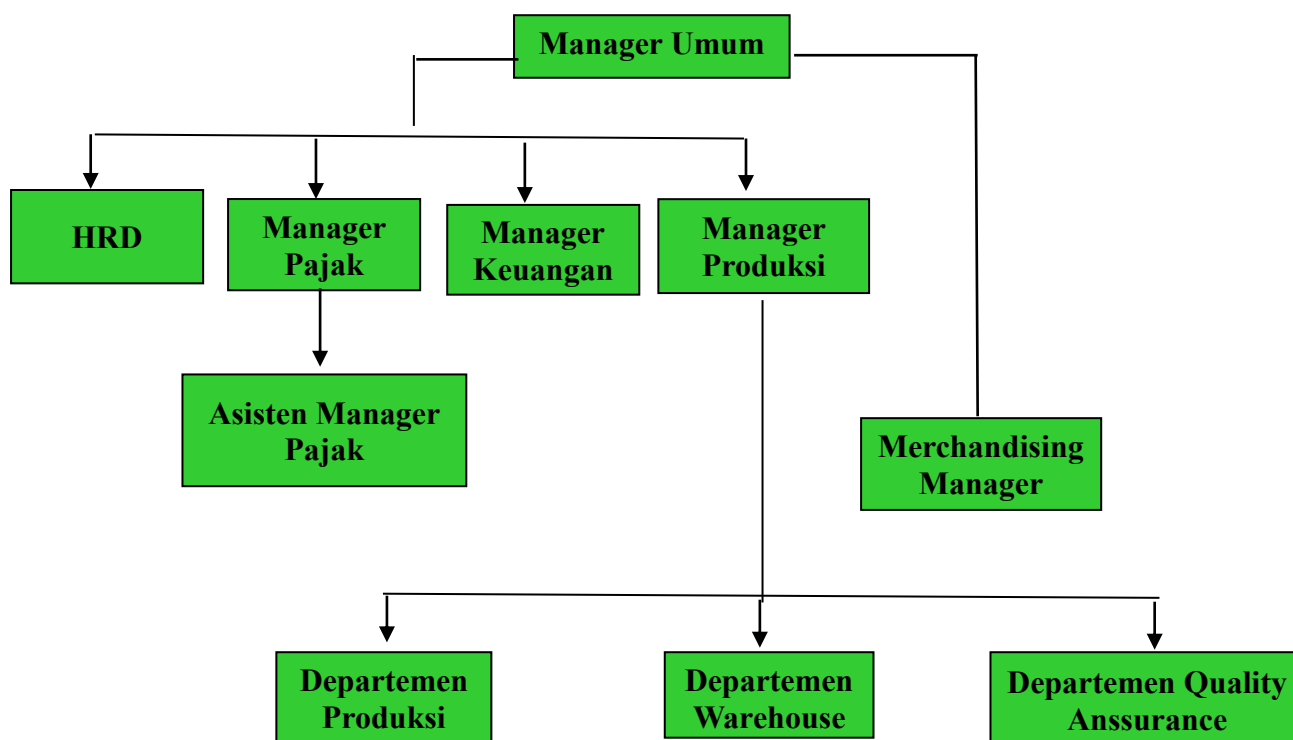 Manager Umum
HRD
Manager
Pajak
Manager
Keuangan
Manager
Produksi
Asisten Manager
Pajak
Merchandising
Manager
Departemen
Produksi
Departemen
Warehouse
Departemen Quality
Anssurance